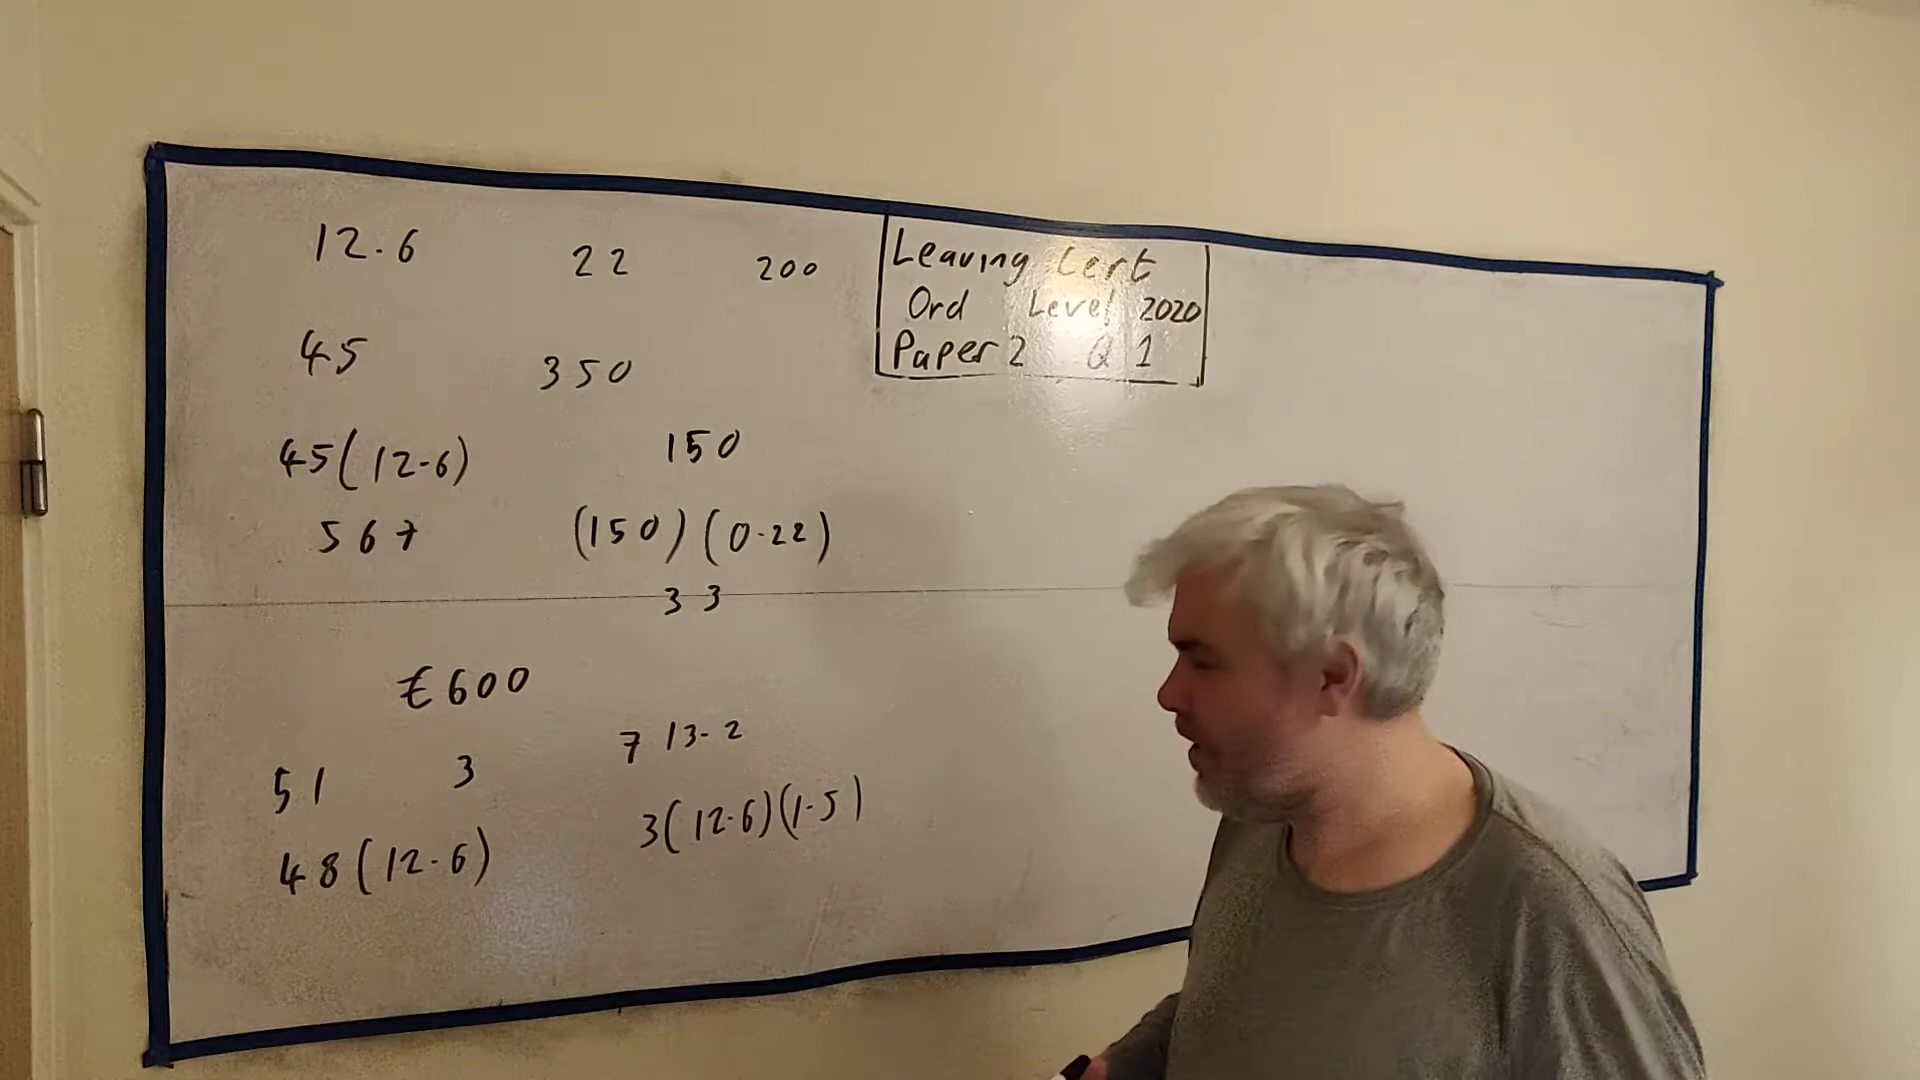 12.6 22 200
Leaving Cert
Ord Level 2020
Paper 2 Q 1
45 350
45(12.6) 150
567 (150)(0.22)
33
€600
7 13.2
51 3
3(12.6)(1.5)
48(12.6)